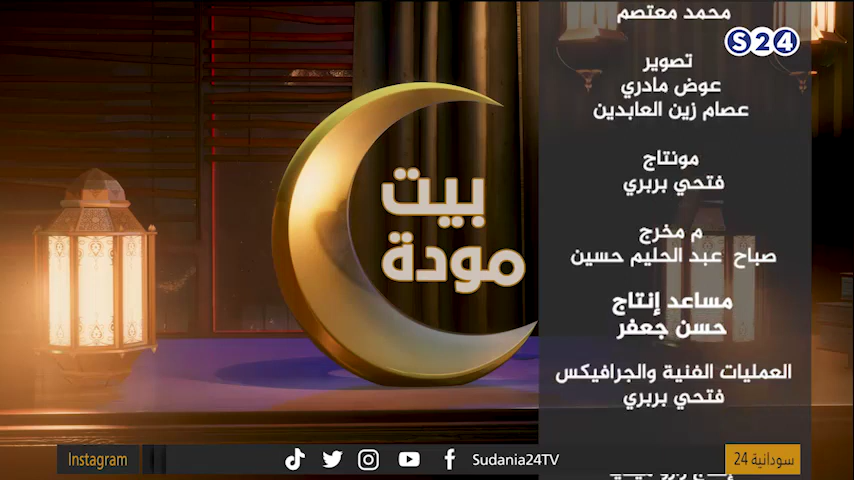 محمد معتصم
S24
تصوير
عوض مادري
عصام زين العابدين
مونتاج
فتحي بربري
م مخرج
صباح عبد الحليم حسين
مساعد إنتاج
حسن جعفر
العمليات الفنية والجرافيكس
فتحي بربري
بيت
مودة
Instagram
Sudania24TV
سودانية 24